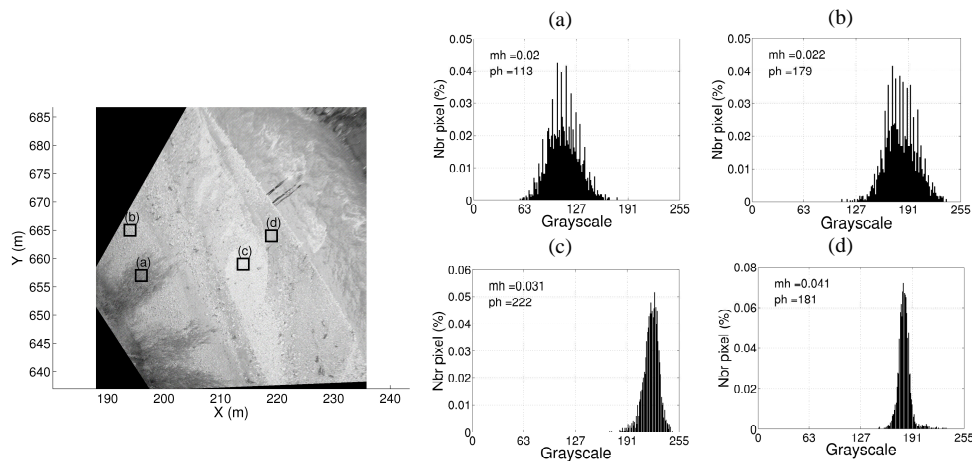 685
680
675
670
665
660
655
650
645
640
Y (m)
190 200 210 220 230 240
X (m)
(b)
(a)
(d)
(c)
(a)
mh =0.02
ph =113
0.05
0.04
0.03
0.02
0.01
0
Nbr pixel (%)
0 63 127 191 255
Grayscale
(b)
mh =0.022
ph =179
0.05
0.04
0.03
0.02
0.01
0
Nbr pixel (%)
0 63 127 191 255
Grayscale
(c)
mh =0.031
ph =222
0.06
0.05
0.04
0.03
0.02
0.01
0
Nbr pixel (%)
0 63 127 191 255
Grayscale
(d)
mh =0.041
ph =181
0.08
0.06
0.04
0.02
0
Nbr pixel (%)
0 63 127 191 255
Grayscale